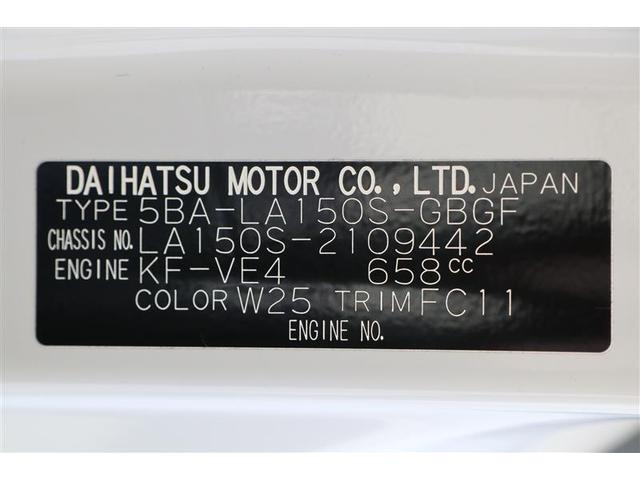 DAIHATSU MOTOR CO.,LTD. JAPAN
TYPE 5BA-LA150S-GBGF
CHASSIS NO. LA150S-2109442
ENGINE KF-VE4 658cc
COLOR W25 TRIM FC11
ENGINE NO.